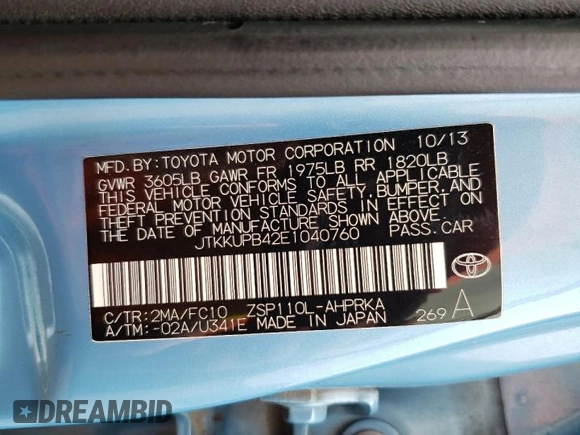 MFD. BY: TOYOTA MOTOR CORPORATION 10/13
GVWR 3605LB GAWR FR 1975LB RR 1820LB
THIS VEHICLE CONFORMS TO ALL APPLICABLE
FEDERAL MOTOR VEHICLE SAFETY, BUMPER, AND
THEFT PREVENTION STANDARDS IN EFFECT ON
THE DATE OF MANUFACTURE SHOWN ABOVE.
JTKKUPB42E1040760 PASS. CAR
C/TR: 2MA/FC10 ZSP110L-AHPRKA
A/TM: -02A/U341E MADE IN JAPAN 269 A
DREAMBID